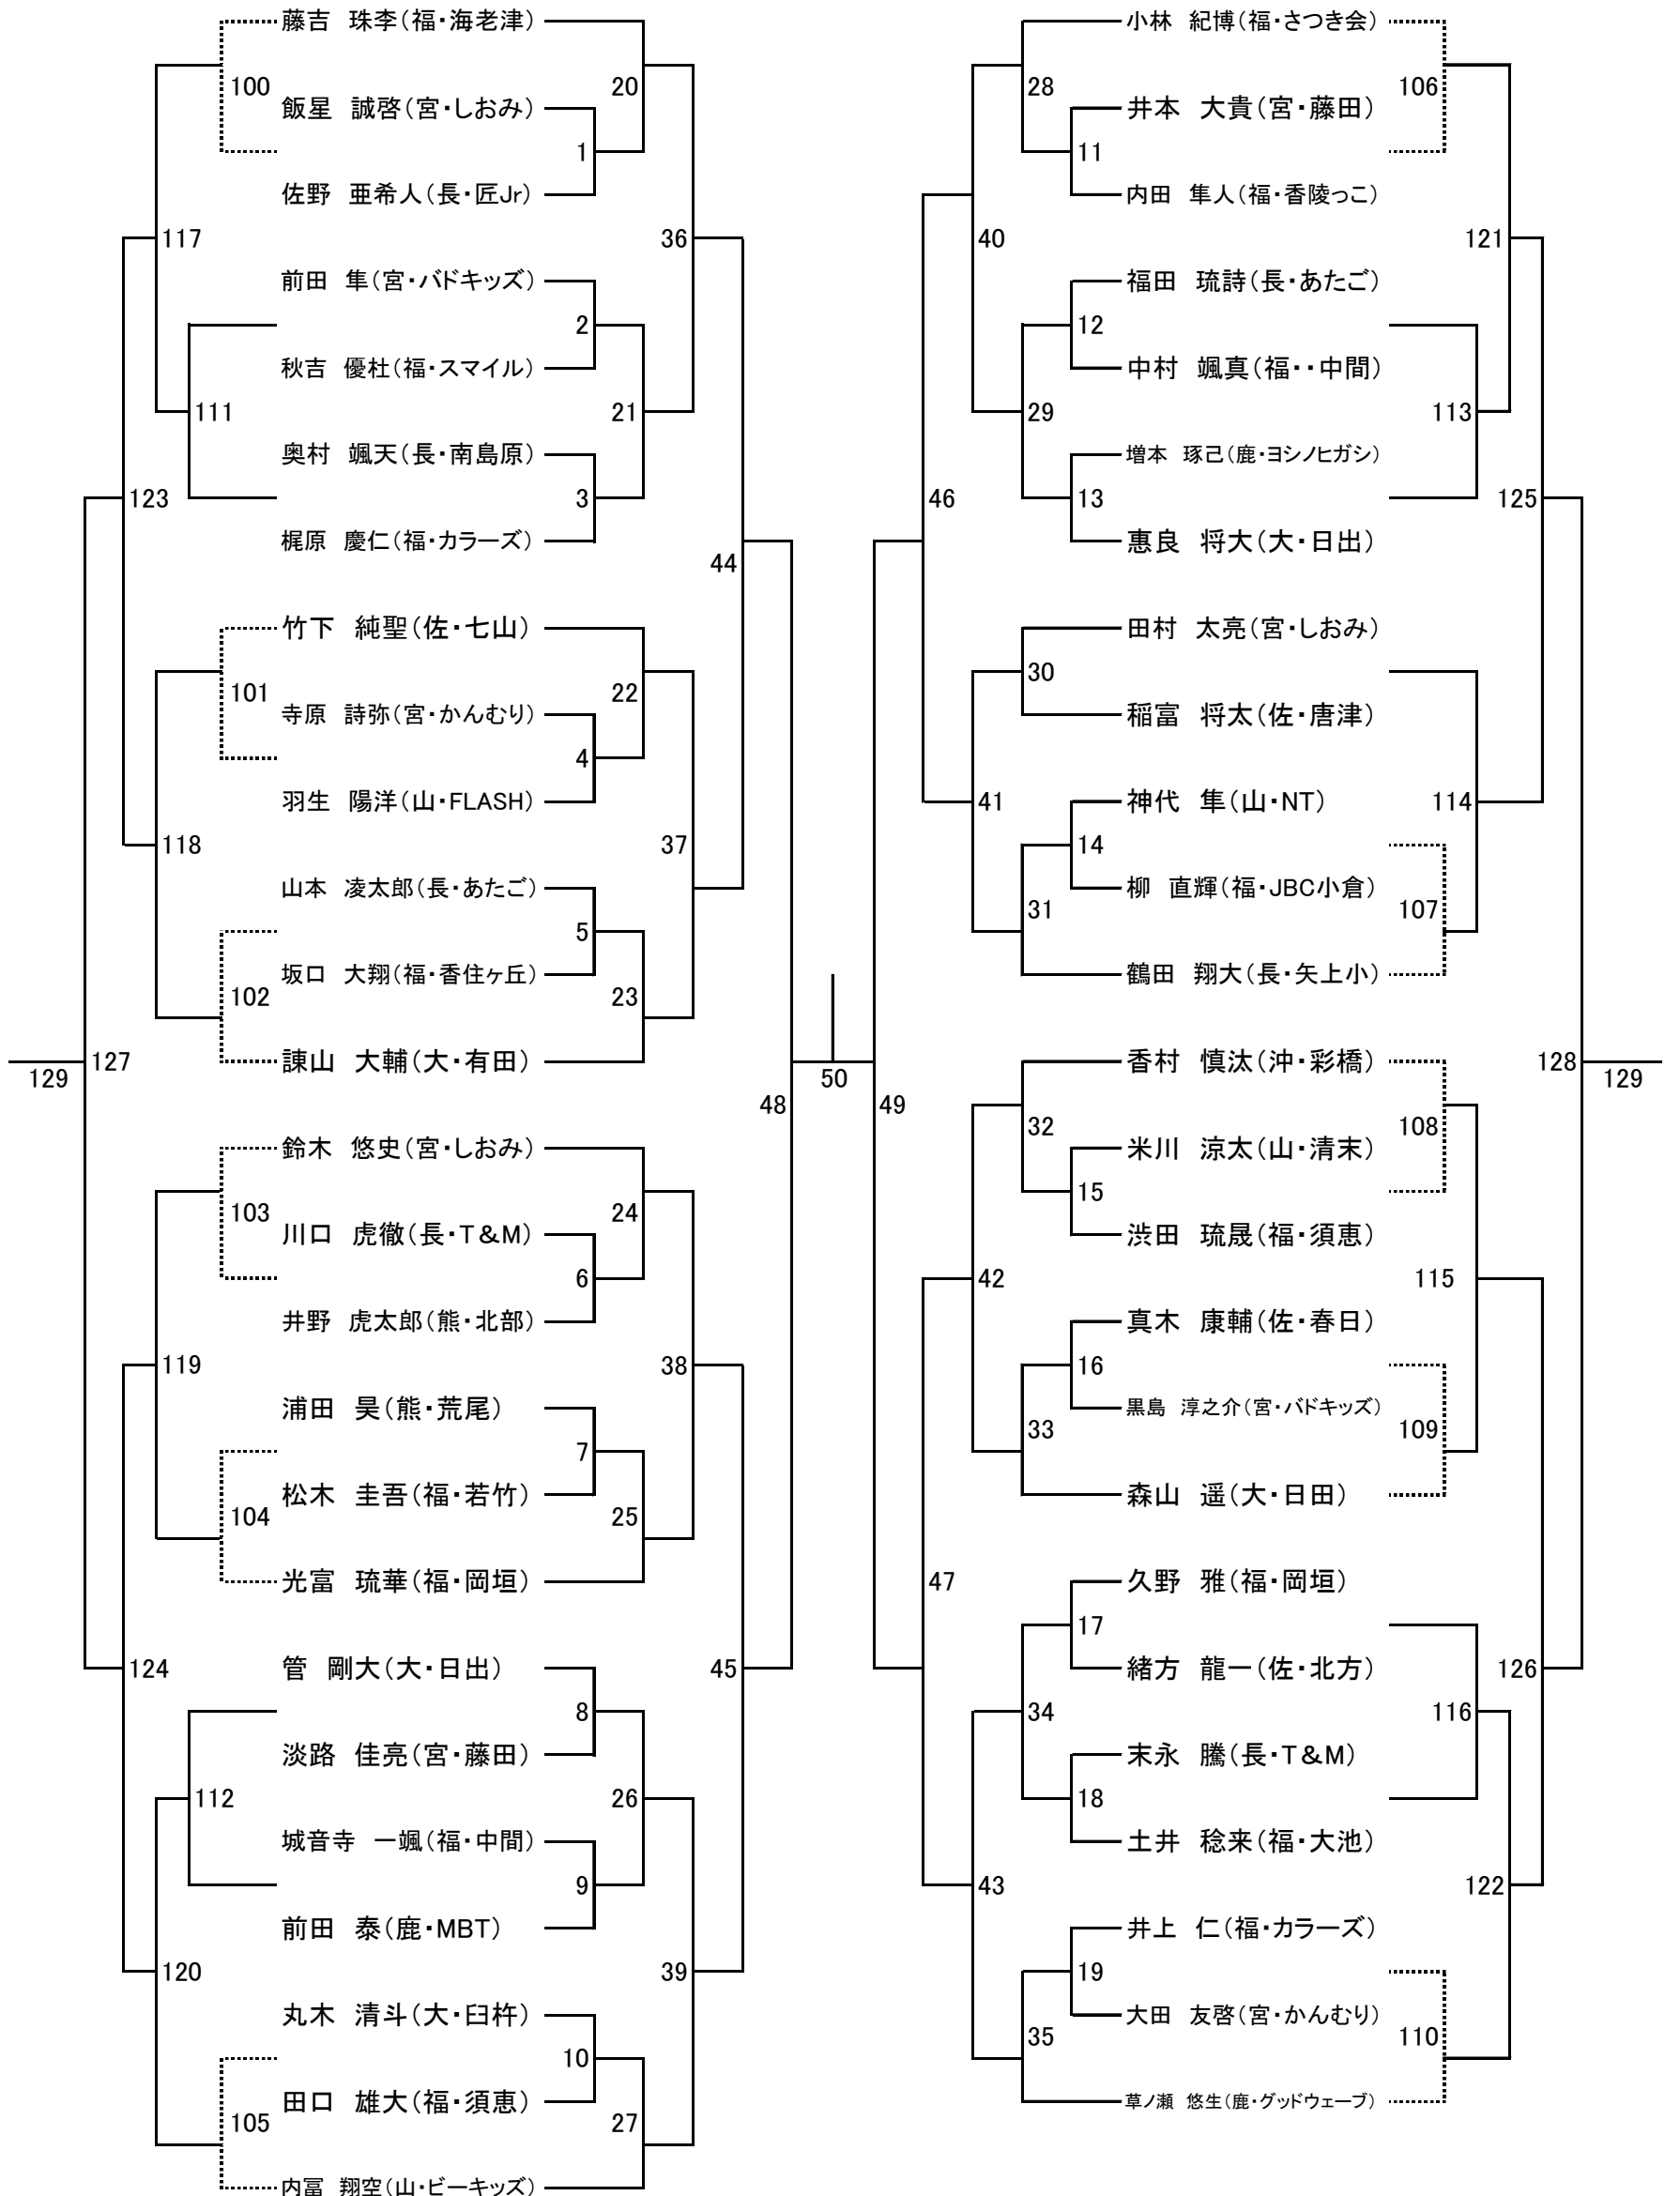 藤吉 珠李(福・海老津)
100
20
飯星 誠啓(宮・しおみ)
1
佐野 亜希人(長・匠Jr)
117
36
前田 隼(宮・バドキッズ)
2
秋吉 優杜(福・スマイル)
111
21
奥村 颯天(長・南島原)
123
3
梶原 慶仁(福・カラーズ)
44
竹下 純聖(佐・七山)
101
22
寺原 詩弥(宮・かんむり)
4
羽生 陽洋(山・FLASH)
118
37
山本 凌太郎(長・あたご)
5
坂口 大翔(福・香住ヶ丘)
102
23
諌山 大輔(大・有田)
129
127
48
鈴木 悠史(宮・しおみ)
103
24
川口 虎徹(長・T&M)
6
井野 虎太郎(熊・北部)
119
38
浦田 昊(熊・荒尾)
7
松木 圭吾(福・若竹)
104
25
光富 琉華(福・岡垣)
124
管 剛大(大・日出)
45
8
淡路 佳亮(宮・藤田)
112
26
城音寺 一颯(福・中間)
9
前田 泰(鹿・MBT)
120
39
丸木 清斗(大・臼杵)
10
田口 雄大(福・須恵)
105
27
内冨 翔空(山・ビーキッズ)
50
小林 紀博(福・さつき会)
28
106
井本 大貴(宮・藤田)
11
内田 隼人(福・香陵っこ)
40
121
福田 琉詩(長・あたご)
12
中村 颯真(福・・中間)
29
113
増本 琢己(鹿・ヨシノヒガシ)
46
13
125
惠良 将大(大・日出)
田村 太亮(宮・しおみ)
30
稲富 将太(佐・唐津)
41
神代 隼(山・NT)
114
14
柳 直輝(福・JBC小倉)
31
107
鶴田 翔大(長・矢上小)
香村 慎汰(沖・彩橋)
128
129
49
32
108
米川 涼太(山・清末)
15
渋田 琉晟(福・須恵)
42
115
真木 康輔(佐・春日)
16
黒島 淳之介(宮・バドキッズ)
33
109
森山 遥(大・日田)
47
久野 雅(福・岡垣)
17
緒方 龍一(佐・北方)
126
34
116
末永 騰(長・T&M)
18
土井 稔来(福・大池)
43
122
井上 仁(福・カラーズ)
19
大田 友啓(宮・かんむり)
35
110
草ノ瀬 悠生(鹿・グッドウェーブ)